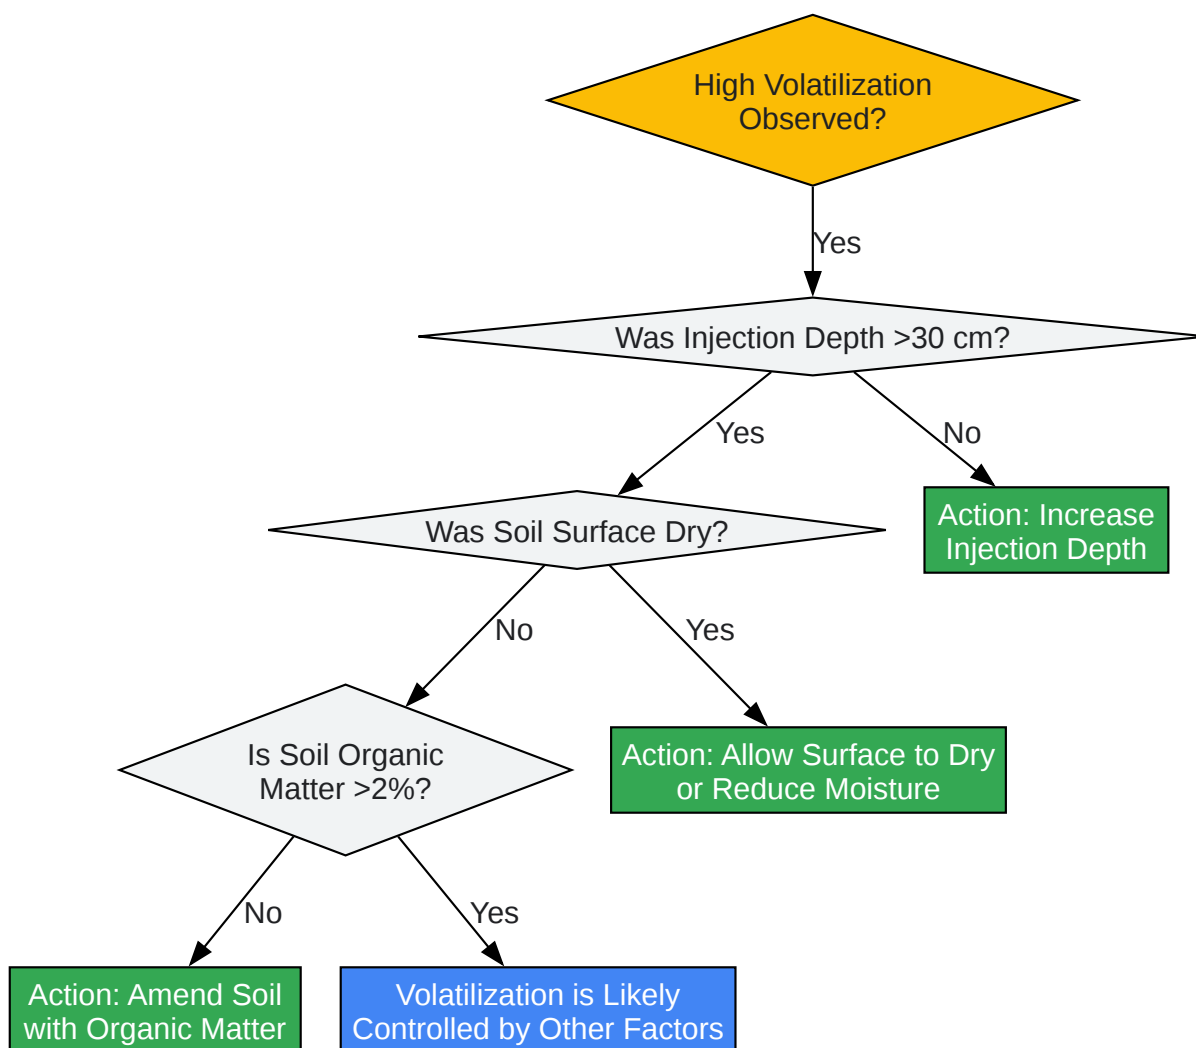 High Volatilization
Observed?
Yes
Was Injection Depth >30 cm?
Yes
No
Action: Increase
Injection Depth
Was Soil Surface Dry?
No
Yes
Is Soil Organic
Matter >2%?
Action: Allow Surface to Dry
or Reduce Moisture
No
Yes
Action: Amend Soil
with Organic Matter
Volatilization is Likely
Controlled by Other Factors